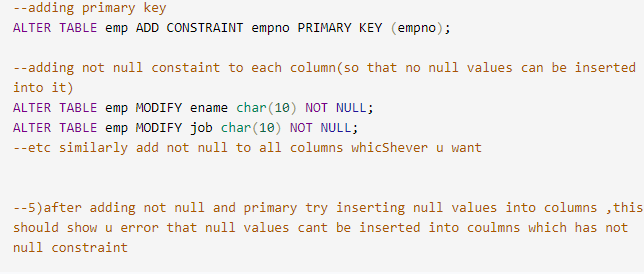 --adding primary key
ALTER TABLE emp ADD CONSTRAINT empno PRIMARY KEY (empno);
--adding not null constaint to each column(so that no null values can be inserted
into it)
ALTER TABLE emp MODIFY ename char(10) NOT NULL;
ALTER TABLE emp MODIFY job char(10) NOT NULL;
--etc similarly add not null to all columns whicShever u want
--5)after adding not null and primary try inserting null values into columns ,this
should show u error that null values cant be inserted into coulmns which has not
null constraint